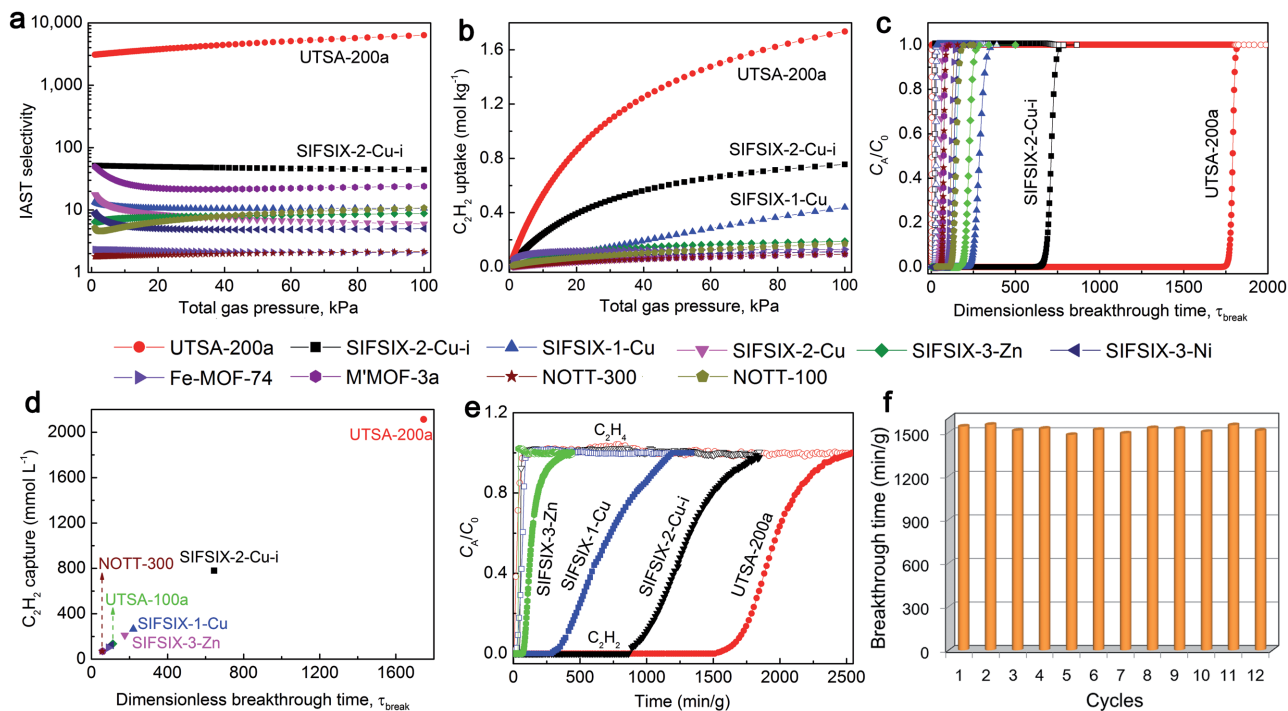 a
10,000
1,000
100
10
1
IAST selectivity
UTSA-200a
SIFSIX-2-Cu-i
0
20
40
60
80
100
Total gas pressure, kPa
b
1.6
1.2
0.8
0.4
0.0
C₂H₂ uptake (mol kg⁻¹)
UTSA-200a
SIFSIX-2-Cu-i
SIFSIX-1-Cu
0
20
40
60
80
100
Total gas pressure, kPa
c
1.0
0.8
0.6
0.4
0.2
0.0
C_A/C₀
SIFSIX-2-Cu-i
UTSA-200a
0
500
1000
1500
2000
Dimensionless breakthrough time, τ_break
UTSA-200a
SIFSIX-2-Cu-i
SIFSIX-1-Cu
SIFSIX-2-Cu
SIFSIX-3-Zn
SIFSIX-3-Ni
Fe-MOF-74
M'MOF-3a
NOTT-300
NOTT-100
d
2000
1600
1200
800
400
0
C₂H₂ capture (mmol L⁻¹)
UTSA-200a
SIFSIX-2-Cu-i
NOTT-300
UTSA-100a
SIFSIX-1-Cu
SIFSIX-3-Zn
0
400
800
1200
1600
Dimensionless breakthrough time, τ_break
e
1.2
0.8
0.4
0.0
C_A/C₀
C₂H₄
SIFSIX-3-Zn
SIFSIX-1-Cu
SIFSIX-2-Cu-i
UTSA-200a
C₂H₂
0
500
1000
1500
2000
2500
Time (min/g)
f
1500
1200
900
600
300
0
Breakthrough time (min/g)
1
2
3
4
5
6
7
8
9
10
11
12
Cycles